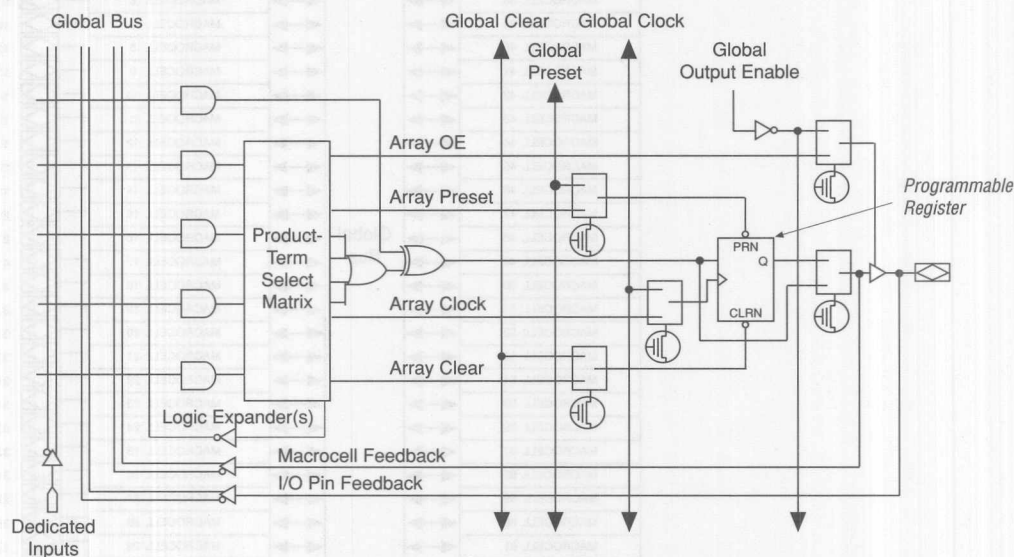 Global Bus
Global Clear
Global Clock
Global
Preset
Global
Output Enable
Array OE
Array Preset
Programmable
Register
PRN
Q
Product-
Term
Select
Matrix
Array Clock
CLRN
Array Clear
Logic Expander(s)
Macrocell Feedback
I/O Pin Feedback
Dedicated
Inputs